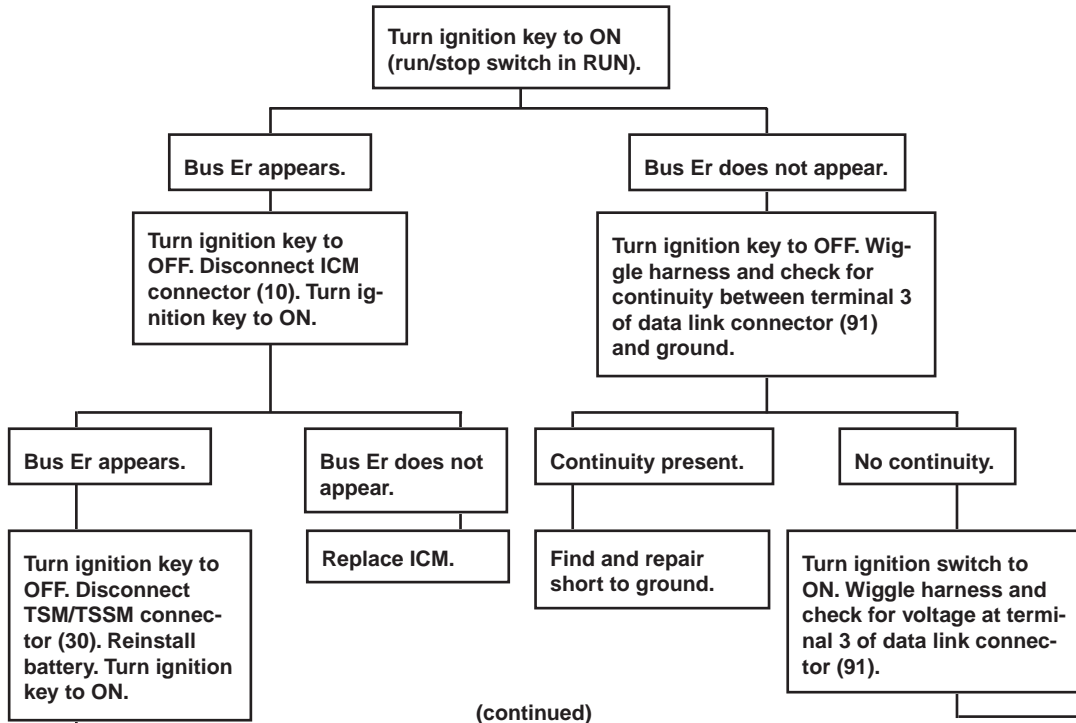 Turn ignition key to ON
(run/stop switch in RUN).
Bus Er appears.
Bus Er does not appear.
Turn ignition key to
OFF. Disconnect ICM
connector (10). Turn ig-
nition key to ON.
Turn ignition key to OFF. Wig-
gle harness and check for
continuity between terminal 3
of data link connector (91)
and ground.
Bus Er appears.
Bus Er does not
appear.
Continuity present.
No continuity.
Turn ignition key to
OFF. Disconnect
TSM/TSSM connec-
tor (30). Reinstall
battery. Turn ignition
key to ON.
Replace ICM.
Find and repair
short to ground.
Turn ignition switch to
ON. Wiggle harness and
check for voltage at termi-
nal 3 of data link connec-
tor (91).
(continued)